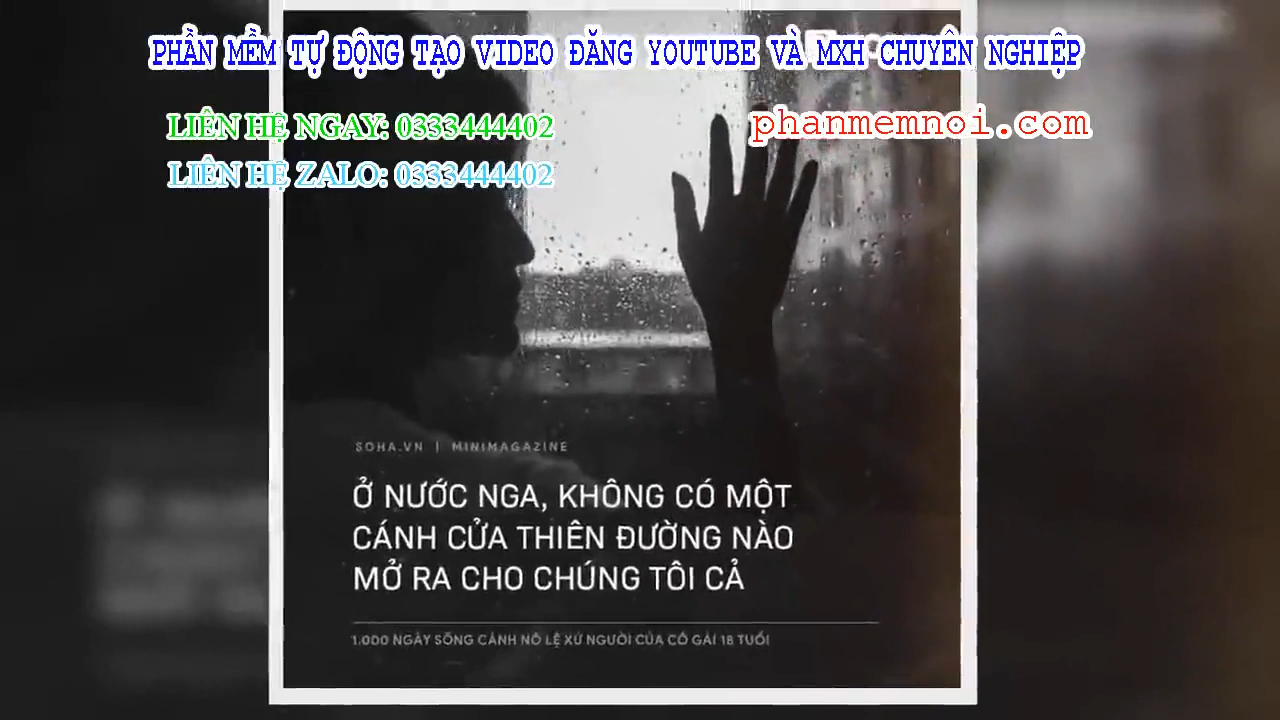 PHẦN MỀM TỰ ĐỘNG TẠO VIDEO ĐĂNG YOUTUBE VÀ MXH CHUYÊN NGHIỆP
LIÊN HỆ NGAY: 0333444402
phanmemnoi.com
LIÊN HỆ ZALO: 0333444402
SOHA.VN | MINIMAGAZINE
Ở NƯỚC NGA, KHÔNG CÓ MỘT
CÁNH CỬA THIÊN ĐƯỜNG NÀO
MỞ RA CHO CHÚNG TÔI CẢ
1.000 NGÀY SỐNG CẢNH NÔ LỆ XỨ NGƯỜI CỦA CÔ GÁI 18 TUỔI